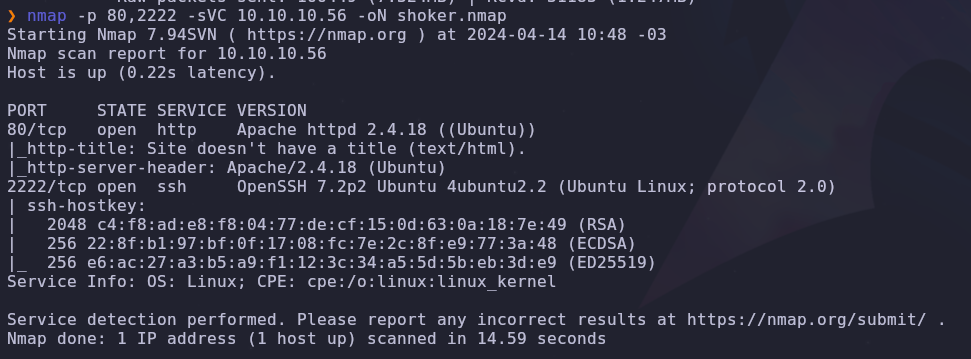 ❯ nmap -p 80,2222 -sVC 10.10.10.56 -oN shoker.nmap
Starting Nmap 7.94SVN ( https://nmap.org ) at 2024-04-14 10:48 -03
Nmap scan report for 10.10.10.56
Host is up (0.22s latency).

PORT     STATE SERVICE VERSION
80/tcp   open  http    Apache httpd 2.4.18 ((Ubuntu))
|_http-title: Site doesn't have a title (text/html).
|_http-server-header: Apache/2.4.18 (Ubuntu)
2222/tcp open  ssh     OpenSSH 7.2p2 Ubuntu 4ubuntu2.2 (Ubuntu Linux; protocol 2.0)
| ssh-hostkey:
|   2048 c4:f8:ad:e8:f8:04:77:de:cf:15:0d:63:0a:18:7e:49 (RSA)
|   256 22:8f:b1:97:bf:0f:17:08:fc:7e:2c:8f:e9:77:3a:48 (ECDSA)
|_  256 e6:ac:27:a3:b5:a9:f1:12:3c:34:a5:5d:5b:eb:3d:e9 (ED25519)
Service Info: OS: Linux; CPE: cpe:/o:linux:linux_kernel

Service detection performed. Please report any incorrect results at https://nmap.org/submit/ .
Nmap done: 1 IP address (1 host up) scanned in 14.59 seconds